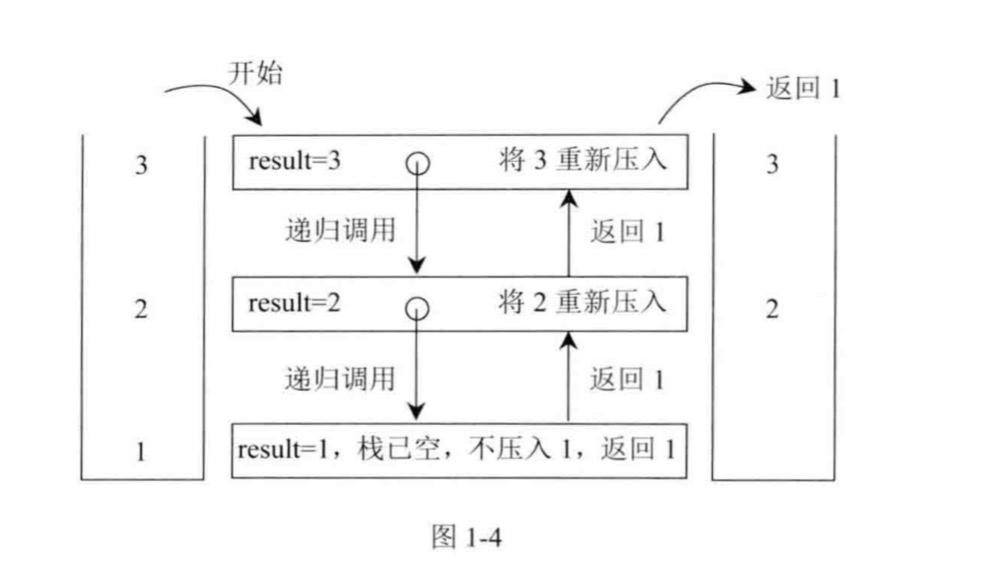 开始
返回 1
3
result=3
将 3 重新压入
3
递归调用
返回 1
2
result=2
将 2 重新压入
2
递归调用
返回 1
1
result=1，栈已空，不压入 1，返回 1
图 1-4